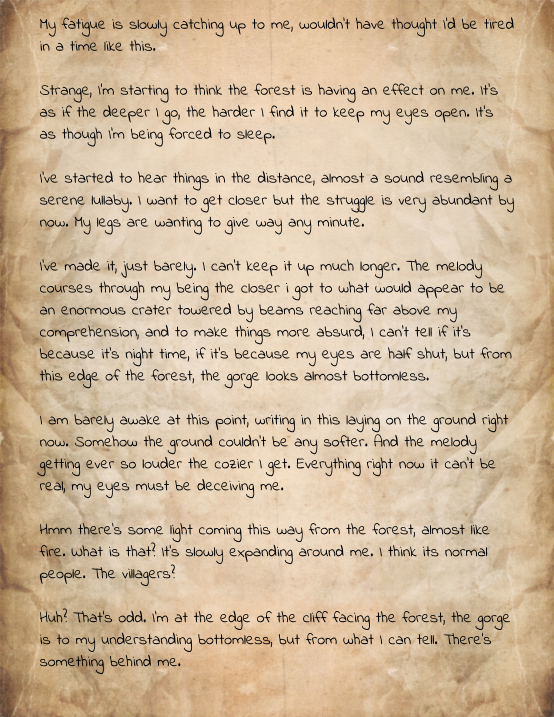 My fatigue is slowly catching up to me, wouldn't have thought I'd be tired
in a time like this.
Strange, I'm starting to think the forest is having an effect on me. It's
as if the deeper I go, the harder I find it to keep my eyes open. It's
as though I'm being forced to sleep.
I've started to hear things in the distance, almost a sound resembling a
serene lullaby. I want to get closer but the struggle is very abundant by
now. My legs are wanting to give way any minute.
I've made it, just barely. I can't keep it up much longer. The melody
courses through my being the closer i got to what would appear to be
an enormous crater towered by beams reaching far above my
comprehension, and to make things more absurd, I can't tell if it's
because it's night time, if it's because my eyes are half shut, but from
this edge of the forest, the gorge looks almost bottomless.
I am barely awake at this point, writing in this laying on the ground right
now. Somehow the ground couldn't be any softer. And the melody
getting ever so louder the cozier I get. Everything right now it can't be
real, my eyes must be deceiving me.
Hmm there's some light coming this way from the forest, almost like
fire. What is that? It's slowly expanding around me. I think its normal
people. The villagers?
Huh? That's odd. I'm at the edge of the cliff facing the forest, the gorge
is to my understanding bottomless, but from what I can tell. There's
something behind me.